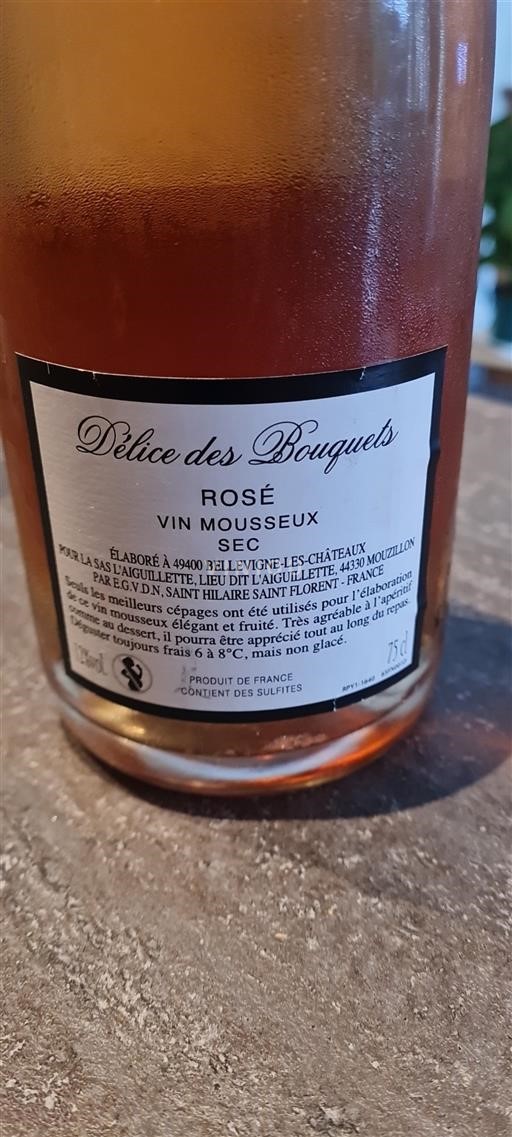 Délice des Bouquets
ROSÉ
VIN MOUSSEUX
SEC
ÉLABORÉ À 49400 BELLEVIGNE-LES-CHÂTEAUX
POUR LA SAS L'AIGUILLETTE, LIEU DIT L'AIGUILLETTE, 44330 MOUZILLON
PAR E.G.V.D.N, SAINT HILAIRE SAINT FLORENT - FRANCE
Seuls les meilleurs cépages ont été utilisés pour l'élaboration
de ce vin mousseux élégant et fruité. Très agréable à l'apéritif
comme au dessert, il pourra être apprécié tout au long du repas.
Déguster toujours frais 6 à 8°C, mais non glacé.
12%vol. 75 cl
PRODUIT DE FRANCE
CONTIENT DES SULFITES